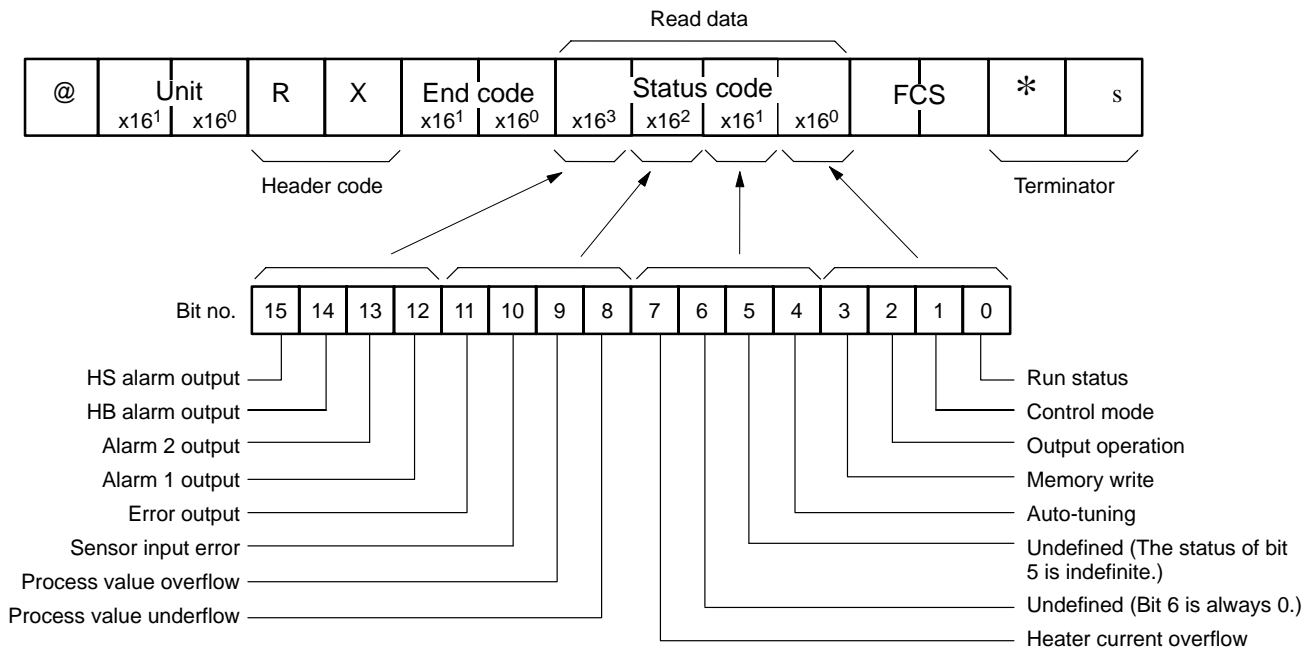 Read data
@ Unit R X End code Status code FCS * s
x16¹ x16⁰ x16¹ x16⁰ x16³ x16² x16¹ x16⁰
Header code Terminator
Bit no. 15 14 13 12 11 10 9 8 7 6 5 4 3 2 1 0
HS alarm output
HB alarm output
Alarm 2 output
Alarm 1 output
Error output
Sensor input error
Process value overflow
Process value underflow
Run status
Control mode
Output operation
Memory write
Auto-tuning
Undefined (The status of bit
5 is indefinite.)
Undefined (Bit 6 is always 0.)
Heater current overflow